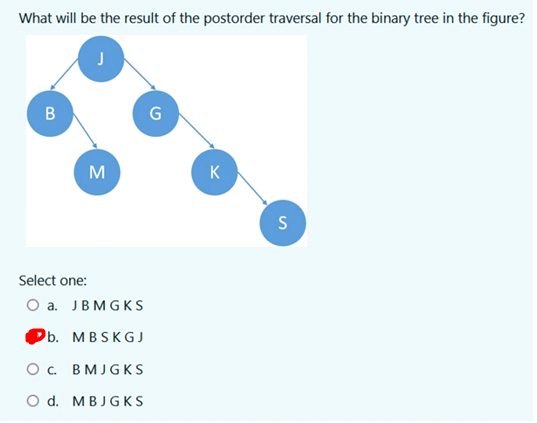 What will be the result of the postorder traversal for the binary tree in the figure?
J
B G
M K
S
Select one:
a. J B M G K S
b. M B S K G J
c. B M J G K S
d. M B J G K S